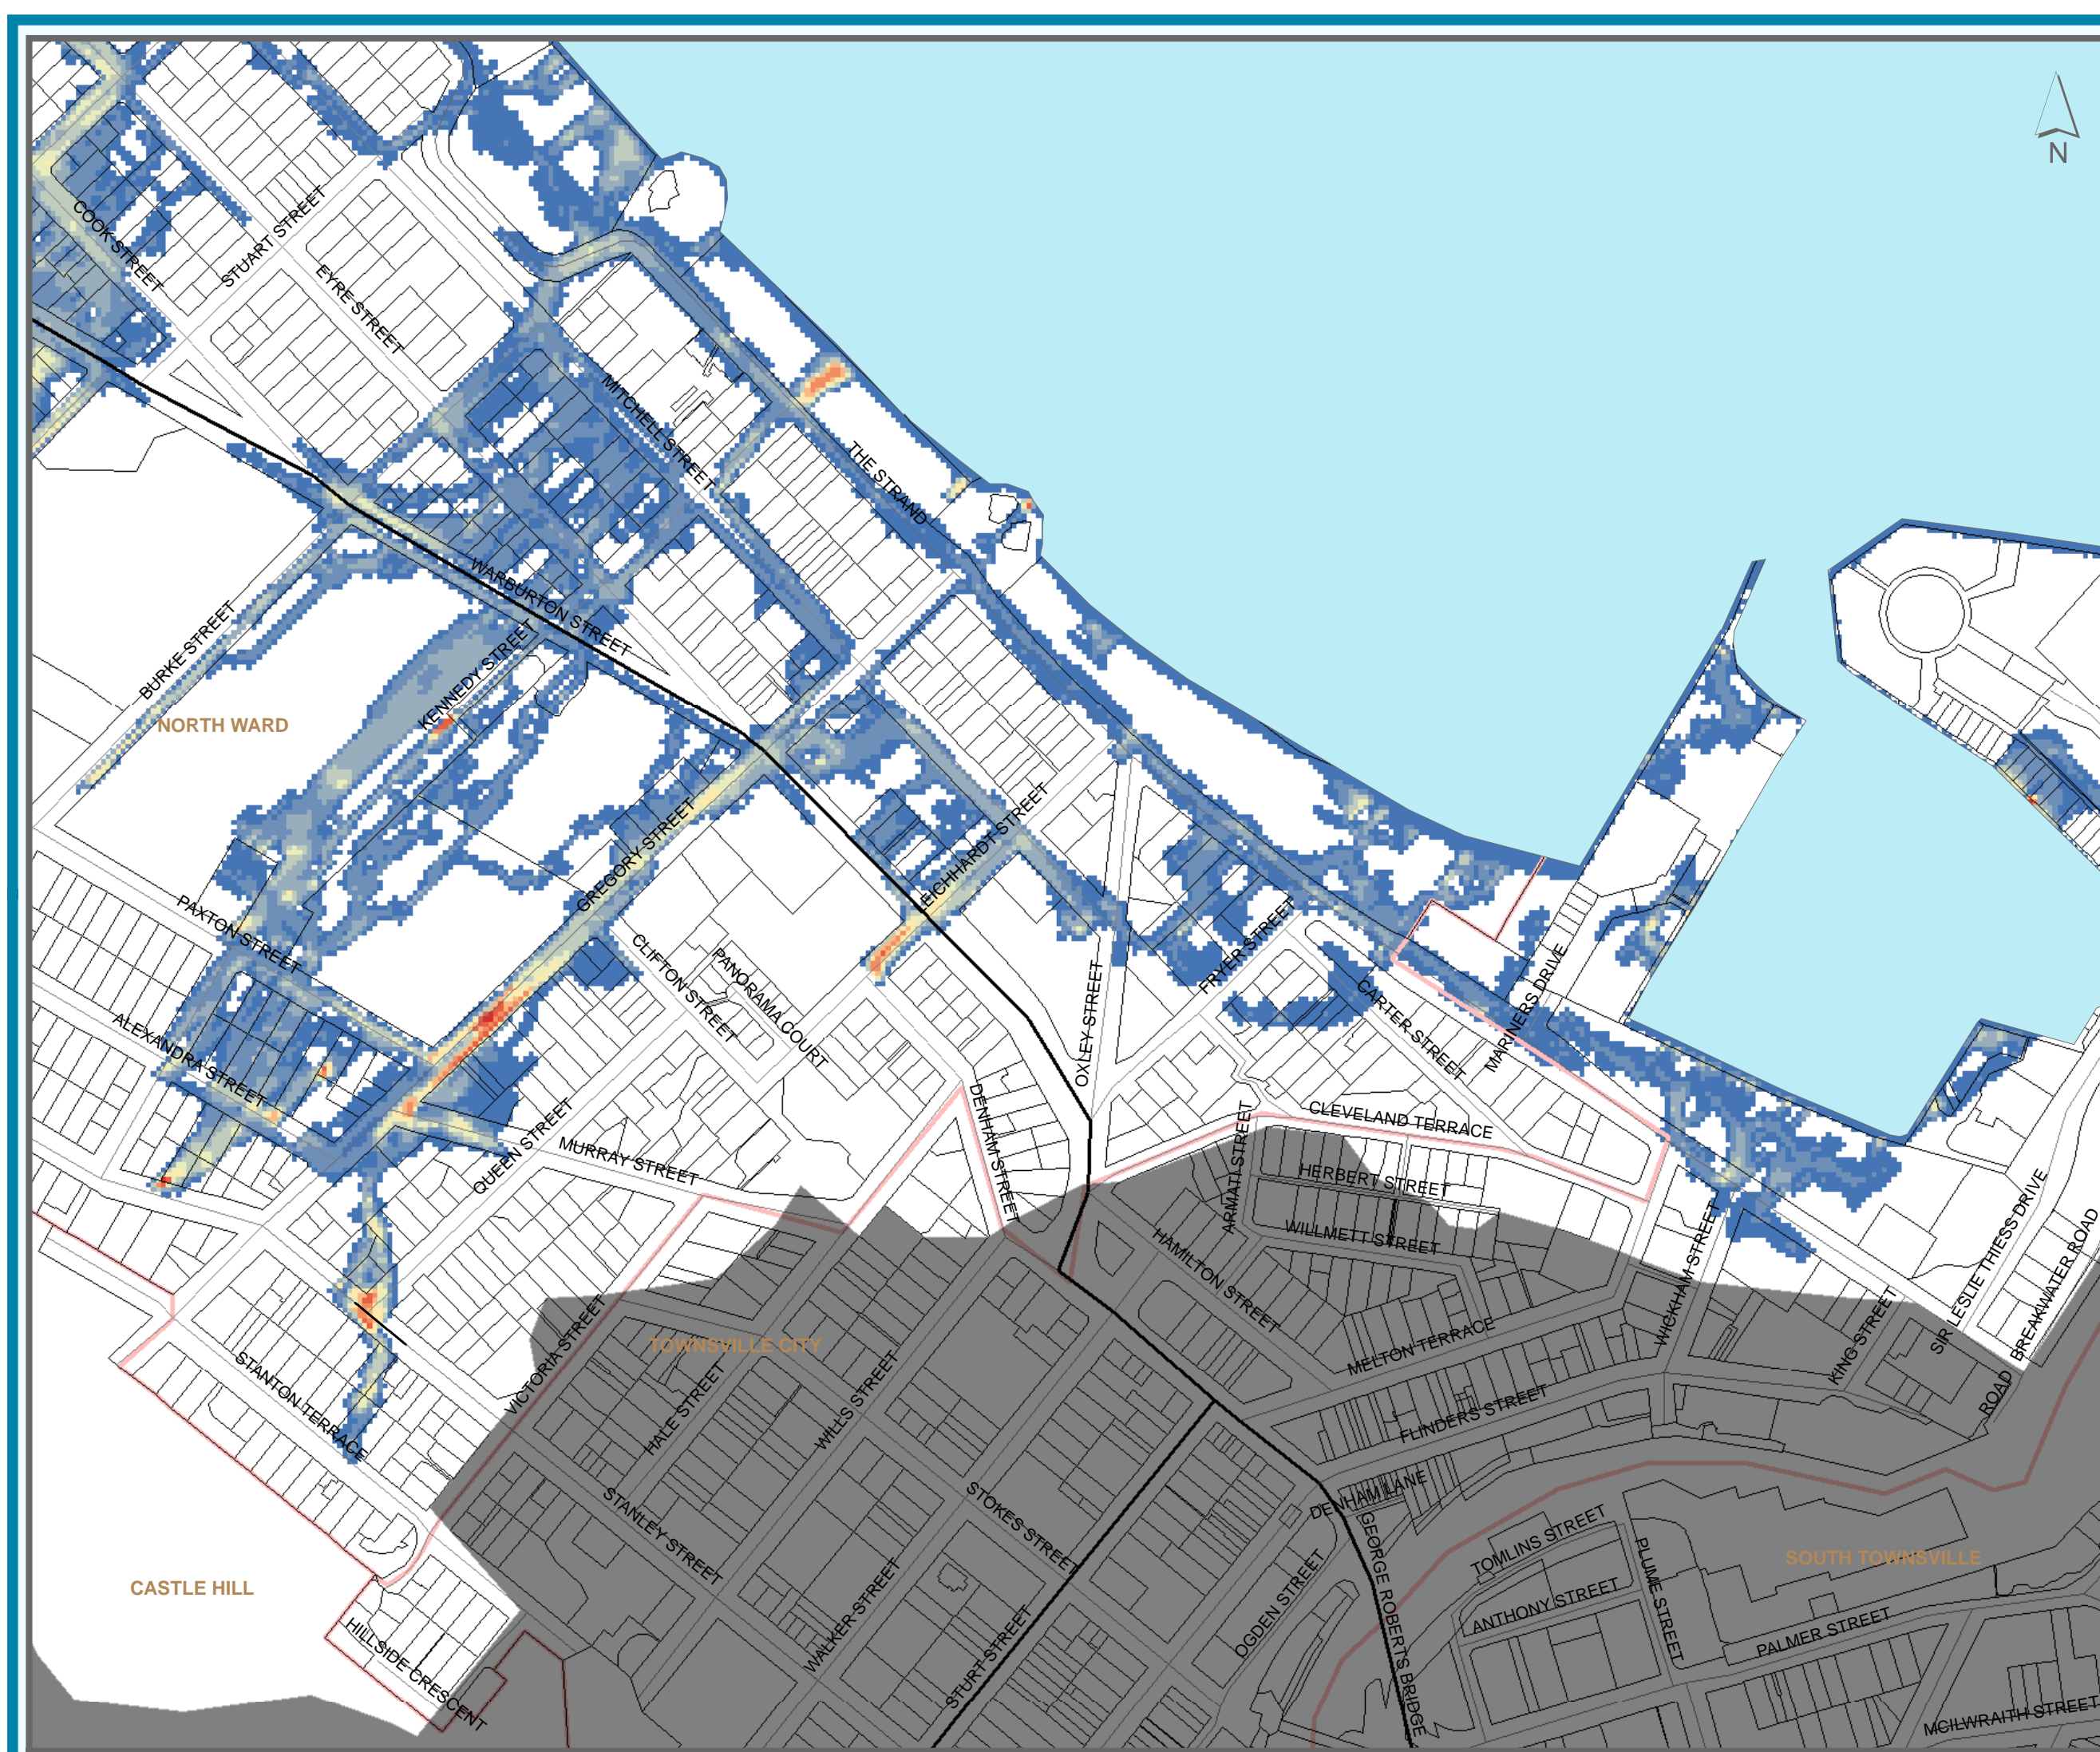 N
COOK STREET
STUART STREET
EYRE STREET
MITCHELL STREET
THE STRAND
WARBURTON STREET
BURKE STREET
KENNEDY STREET
NORTH WARD
GREGORY STREET
LEICHHARDT STREET
PAXTON STREET
CLIFTON STREET
PANORAMA COURT
FRYER STREET
CARTER STREET
MARINERS DRIVE
OXLEY STREET
ALEXANDRA STREET
DENHAM STREET
QUEEN STREET
MURRAY STREET
CLEVELAND TERRACE
ARMATI STREET
HERBERT STREET
WILLMETT STREET
HAMILTON STREET
WICKHAM STREET
SIR LESLIE THIESS DRIVE
BREAKWATER ROAD
KING STREET
MELTON TERRACE
TOWNSVILLE CITY
VICTORIA STREET
HALE STREET
WILLS STREET
STANTON TERRACE
FLINDERS STREET
ROAD
DENHAM LANE
STANLEY STREET
STOKES STREET
GEORGE ROBERTS BRIDGE
TOMLINS STREET
PLUME STREET
SOUTH TOWNSVILLE
CASTLE HILL
ANTHONY STREET
OGDEN STREET
WALKER STREET
STURT STREET
PALMER STREET
HILLSIDE CRESCENT
MCILWRAITH STREET